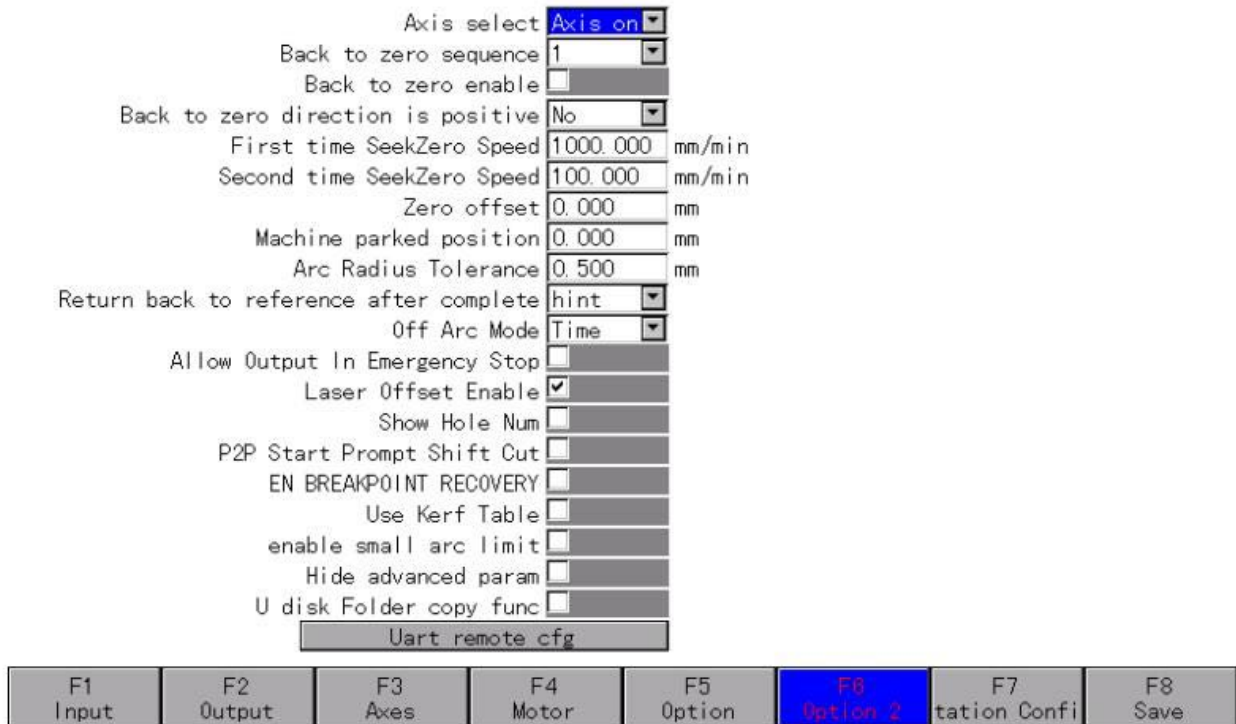 Axis select Axis on
Back to zero sequence 1
Back to zero enable
Back to zero direction is positive No
First time SeekZero Speed 1000.000 mm/min
Second time SeekZero Speed 100.000 mm/min
Zero offset 0.000 mm
Machine parked position 0.000 mm
Arc Radius Tolerance 0.500 mm
Return back to reference after complete hint
Off Arc Mode Time
Allow Output In Emergency Stop
Laser Offset Enable
Show Hole Num
P2P Start Prompt Shift Cut
EN BREAKPOINT RECOVERY
Use Kerf Table
enable small arc limit
Hide advanced param
U disk Folder copy func
Uart remote cfg
F1 F2 F3 F4 F5 F6 F7 F8
Input Output Axes Motor Option Option 2 tation Confi Save